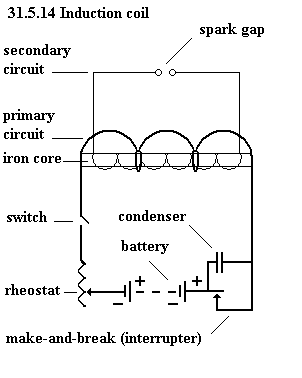 31.5.14 Induction coil
spark gap
secondary
circuit
primary
circuit
iron core
switch
condenser
battery
rheostat
+
+
−
−
make-and-break (interrupter)